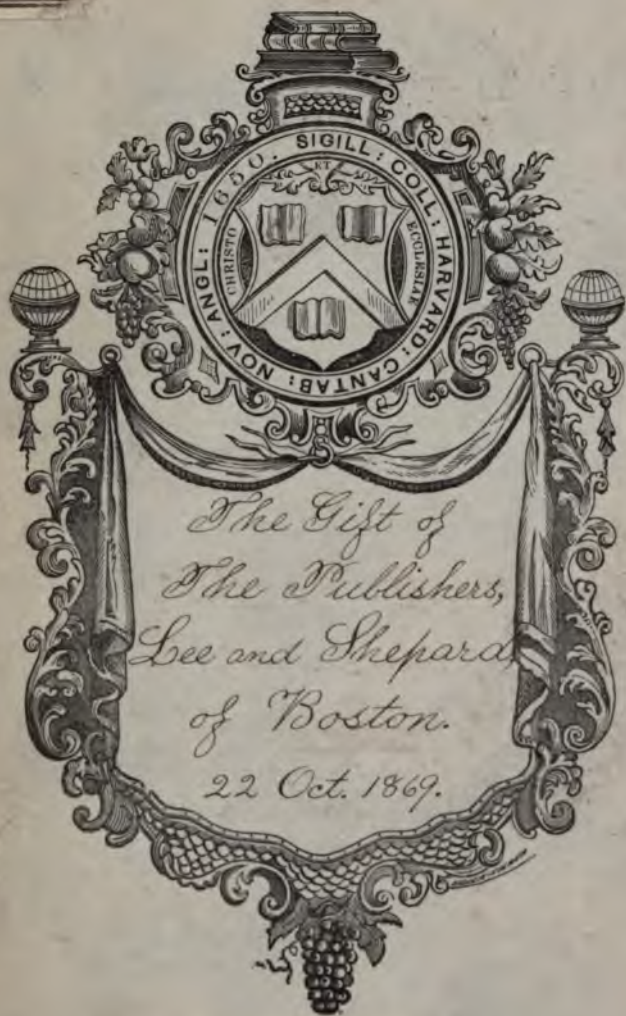 SIGILL : COLL : HARVARD : CANTAB : NOV : ANGL : 1650.
ET
CHRISTO
ECCLESIAE
The Gift of
The Publishers,
Lee and Shepard,
of Boston.
22 Oct. 1869.